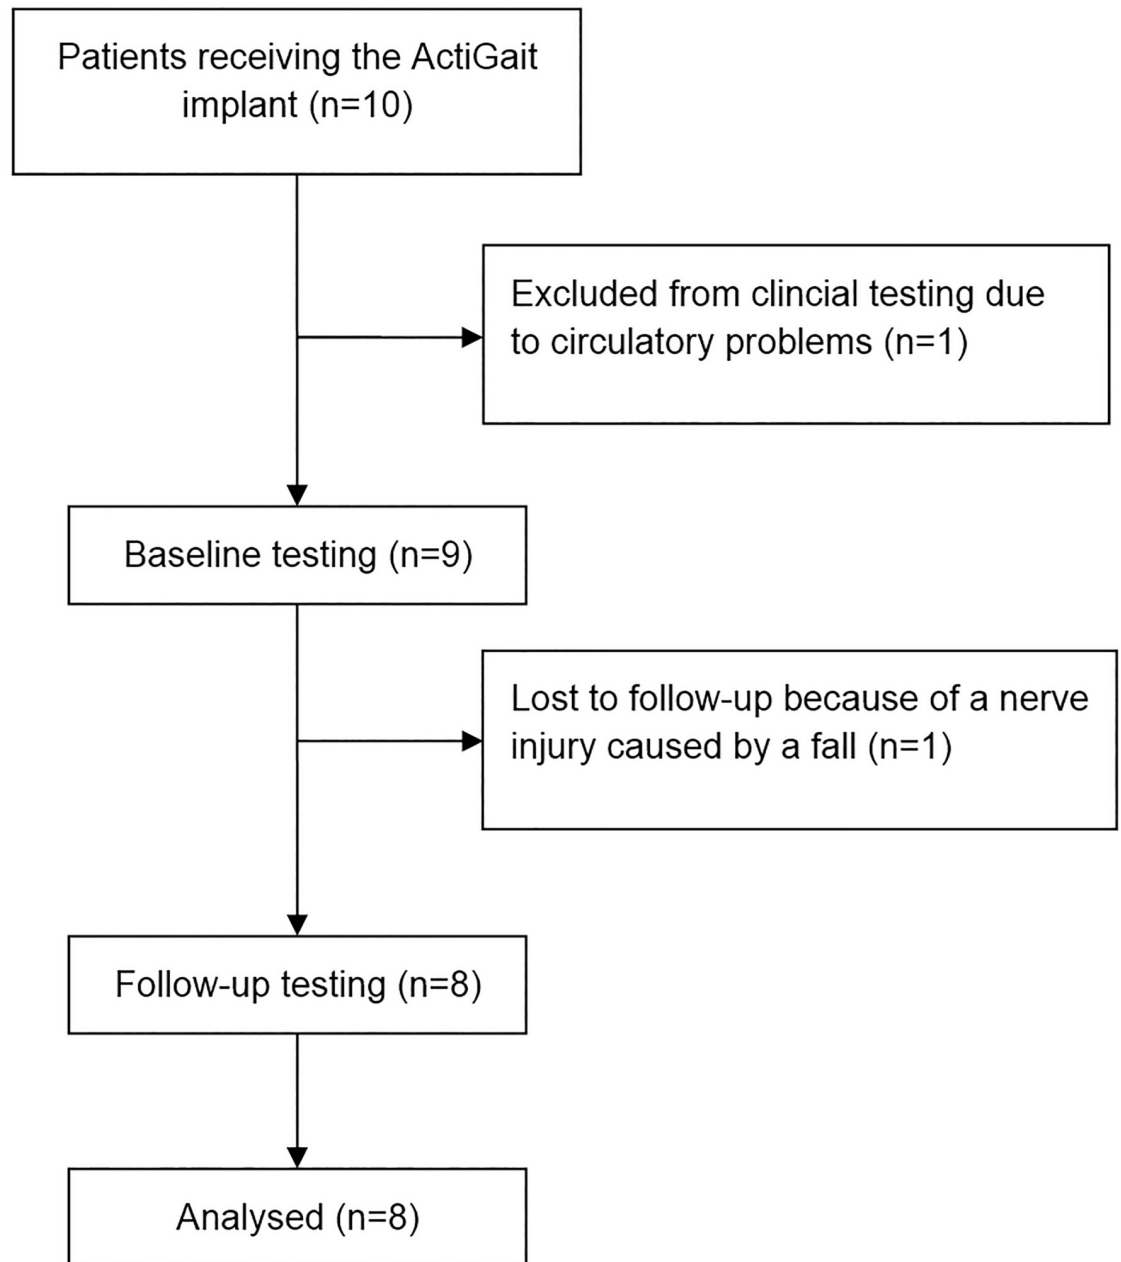 Patients receiving the ActiGait
implant (n=10)
Excluded from clincial testing due
to circulatory problems (n=1)
Baseline testing (n=9)
Lost to follow-up because of a nerve
injury caused by a fall (n=1)
Follow-up testing (n=8)
Analysed (n=8)